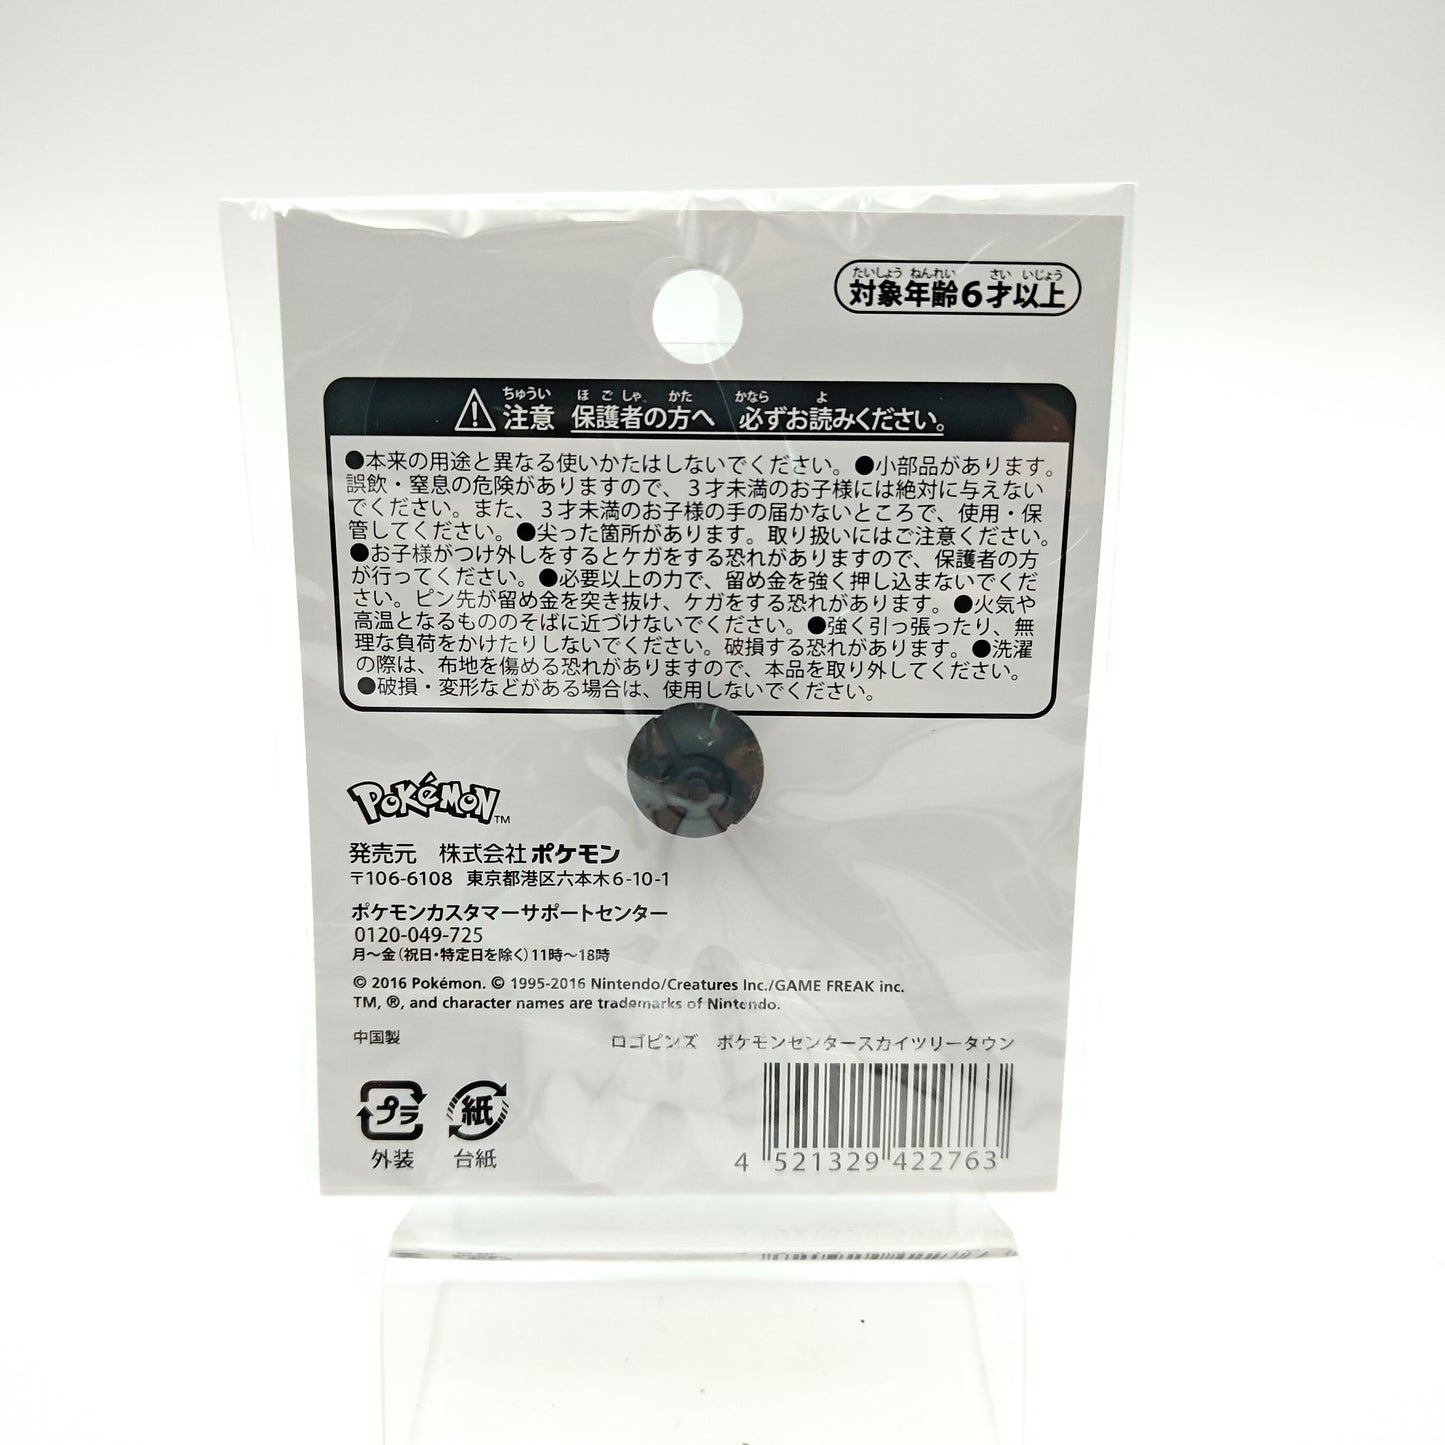 たいしょう ねんれい さい いじょう
対象年齢6才以上
ちゅうい ほごしゃ かた かなら よ
注意 保護者の方へ 必ずお読みください。
●本来の用途と異なる使いかたはしないでください。●小部品があります。
誤飲・窒息の危険がありますので、3才未満のお子様には絶対に与えない
でください。また、3才未満のお子様の手の届かないところで、使用・保
管してください。●尖った箇所があります。取り扱いにはご注意ください。
●お子様がつけ外しをするとケガをする恐れがありますので、保護者の方
が行ってください。●必要以上の力で、留め金を強く押し込まないでくだ
さい。ピン先が留め金を突き抜け、ケガをする恐れがあります。●火気や
高温となるもののそばに近づけないでください。●強く引っ張ったり、無
理な負荷をかけたりしないでください。破損する恐れがあります。●洗濯
の際は、布地を傷める恐れがありますので、本品を取り外してください。
●破損・変形などがある場合は、使用しないでください。
POKéMON™
発売元 株式会社ポケモン
〒106-6108 東京都港区六本木6-10-1
ポケモンカスタマーサポートセンター
0120-049-725
月〜金(祝日・特定日を除く)11時〜18時
© 2016 Pokémon. © 1995-2016 Nintendo/Creatures Inc./GAME FREAK inc.
TM, ®, and character names are trademarks of Nintendo.
中国製
ロゴピンズ ポケモンセンタースカイツリータウン
プラ 紙
外装 台紙
4 521329 422763